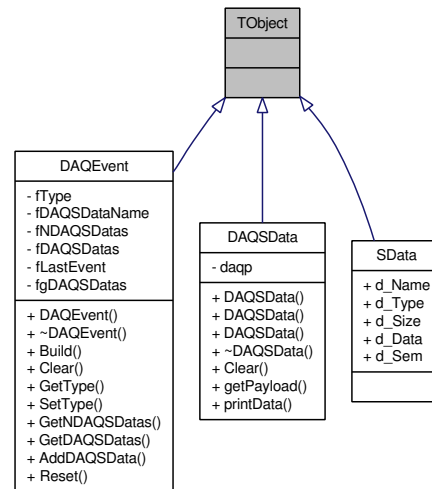 TObject
DAQEvent
- fType
- fDAQSDataName
- fNDAQSDatas
- fDAQSDatas
- fLastEvent
- fgDAQSDatas
+ DAQEvent()
+ ~DAQEvent()
+ Build()
+ Clear()
+ GetType()
+ SetType()
+ GetNDAQSDatas()
+ GetDAQSDatas()
+ AddDAQSData()
+ Reset()
DAQSData
- daqp
+ DAQSData()
+ DAQSData()
+ DAQSData()
+ ~DAQSData()
+ Clear()
+ getPayload()
+ printData()
SData
+ d_Name
+ d_Type
+ d_Size
+ d_Data
+ d_Sem